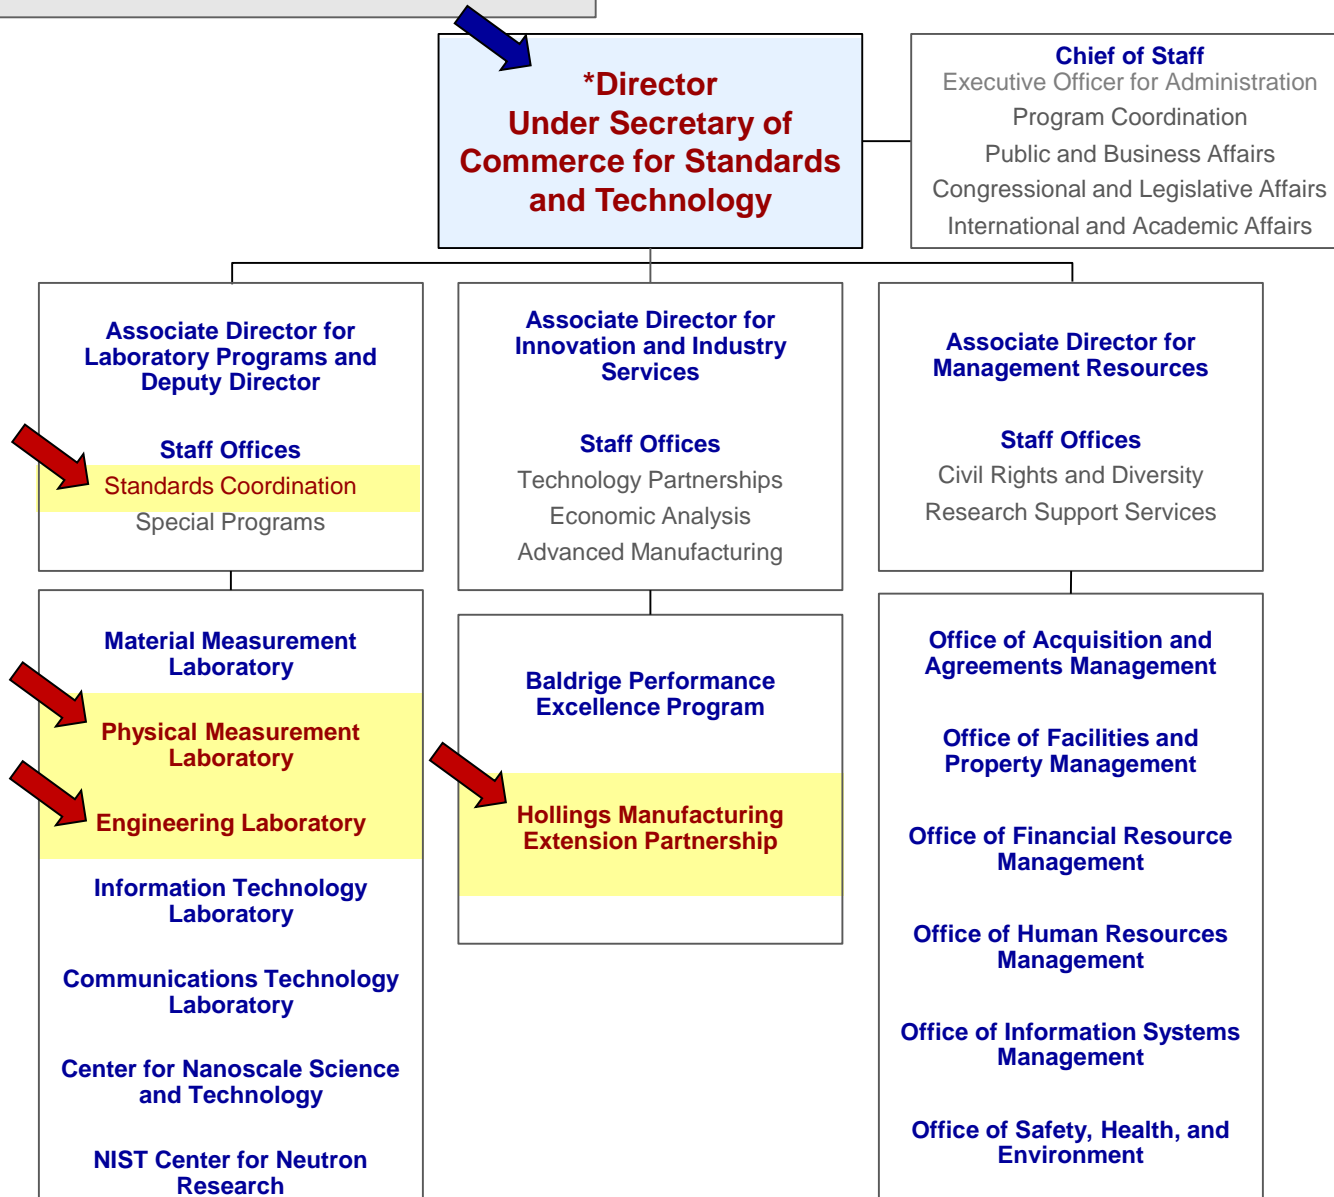 *Director
Under Secretary of
Commerce for Standards
and Technology
Chief of Staff
Executive Officer for Administration
Program Coordination
Public and Business Affairs
Congressional and Legislative Affairs
International and Academic Affairs
Associate Director for
Laboratory Programs and
Deputy Director
Staff Offices
Standards Coordination
Special Programs
Associate Director for
Innovation and Industry
Services
Staff Offices
Technology Partnerships
Economic Analysis
Advanced Manufacturing
Associate Director for
Management Resources
Staff Offices
Civil Rights and Diversity
Research Support Services
Material Measurement
Laboratory
Physical Measurement
Laboratory
Engineering Laboratory
Information Technology
Laboratory
Communications Technology
Laboratory
Center for Nanoscale Science
and Technology
NIST Center for Neutron
Research
Baldrige Performance
Excellence Program
Hollings Manufacturing
Extension Partnership
Office of Acquisition and
Agreements Management
Office of Facilities and
Property Management
Office of Financial Resource
Management
Office of Human Resources
Management
Office of Information Systems
Management
Office of Safety, Health, and
Environment